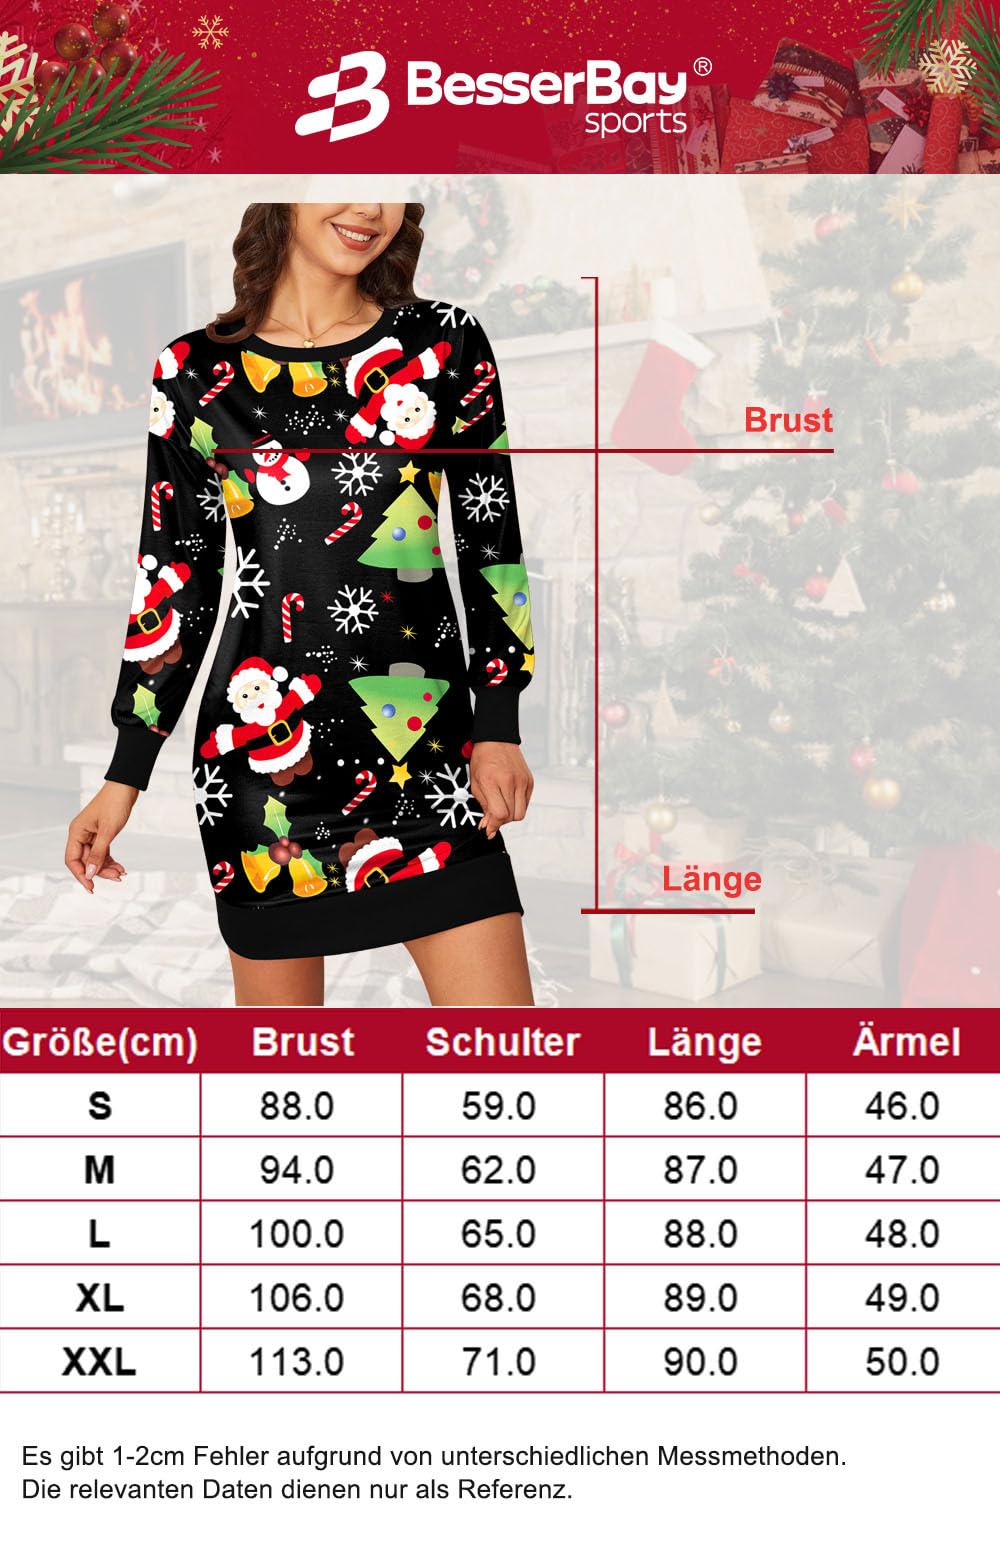 BesserBay®
sports
Brust
Länge
Größe(cm) Brust Schulter Länge Ärmel
S 88.0 59.0 86.0 46.0
M 94.0 62.0 87.0 47.0
L 100.0 65.0 88.0 48.0
XL 106.0 68.0 89.0 49.0
XXL 113.0 71.0 90.0 50.0
Es gibt 1-2cm Fehler aufgrund von unterschiedlichen Messmethoden.
Die relevanten Daten dienen nur als Referenz.